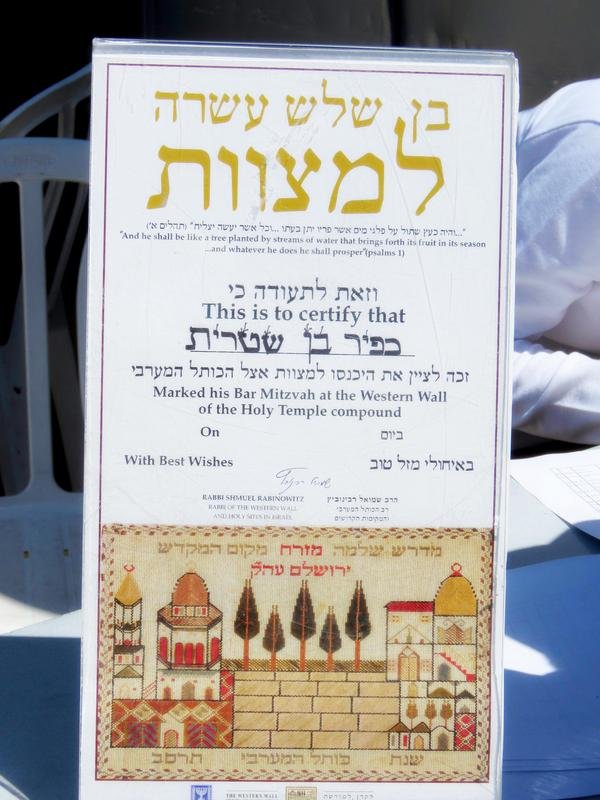 בן שלש עשרה
למצוות
"...והיה כעץ שתול על פלגי מים אשר פריו יתן בעתו ...וכל אשר יעשה יצליח" (תהלים א')
"And he shall be like a tree planted by streams of water that brings forth its fruit in its season
...and whatever he does he shall prosper"(psalms 1)
וזאת לתעודה כי
This is to certify that
כפיר בן שטרית
זכה לציין את היכנסו למצוות אצל הכותל המערבי
Marked his Bar Mitzvah at the Western Wall
of the Holy Temple compound
On ביום
With Best Wishes באיחולי מזל טוב
RABBI SHMUEL RABINOWITZ הרב שמואל רבינוביץ
RABBI OF THE WESTERN WALL רב הכותל המערבי
AND HOLY SITES IN ISRAEL והמקומות הקדושים
מדרש שלמה מזרח מקום המקדש
ירושלם עהק
שנת כותל המערבי תרסב
THE WESTERN WALL הקרן למורשת